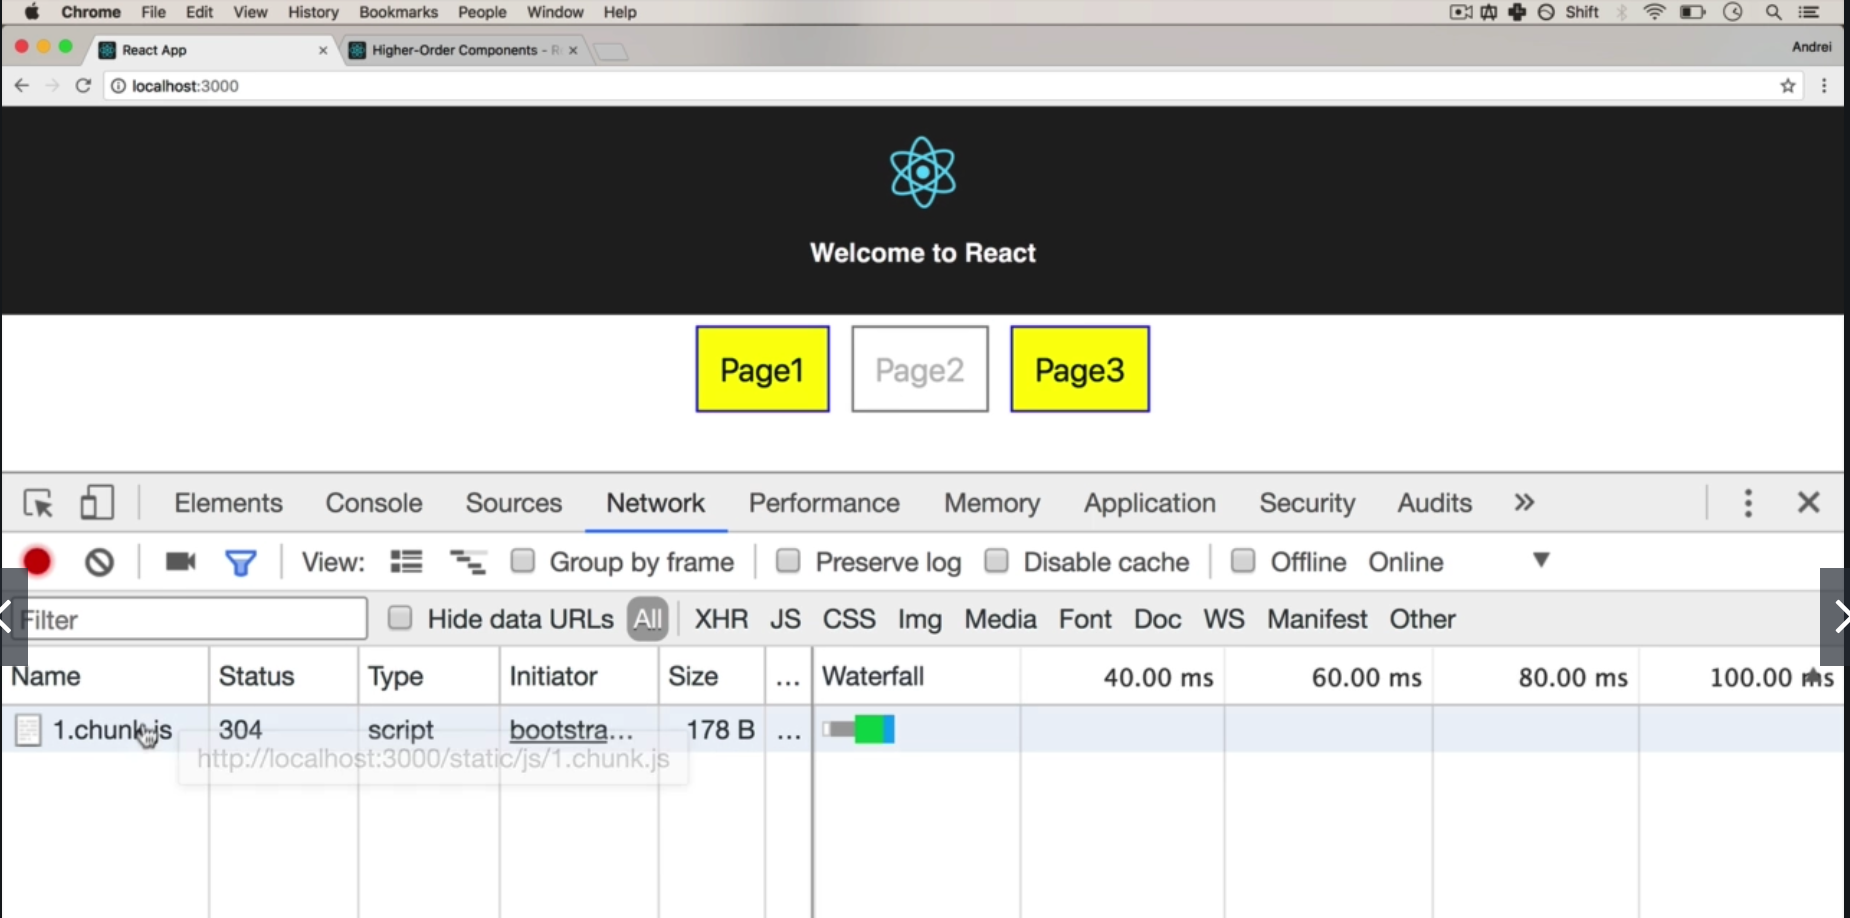 Chrome File Edit View History Bookmarks People Window Help Shift
React App Higher-Order Components - Re Andrei
localhost:3000
Welcome to React
Page1 Page2 Page3
Elements Console Sources Network Performance Memory Application Security Audits »
View: Group by frame Preserve log Disable cache Offline Online
Filter Hide data URLs All XHR JS CSS Img Media Font Doc WS Manifest Other
Name Status Type Initiator Size ... Waterfall 40.00 ms 60.00 ms 80.00 ms 100.00 ms
1.chunk.js 304 script bootstra... 178 B ...
http://localhost:3000/static/js/1.chunk.js